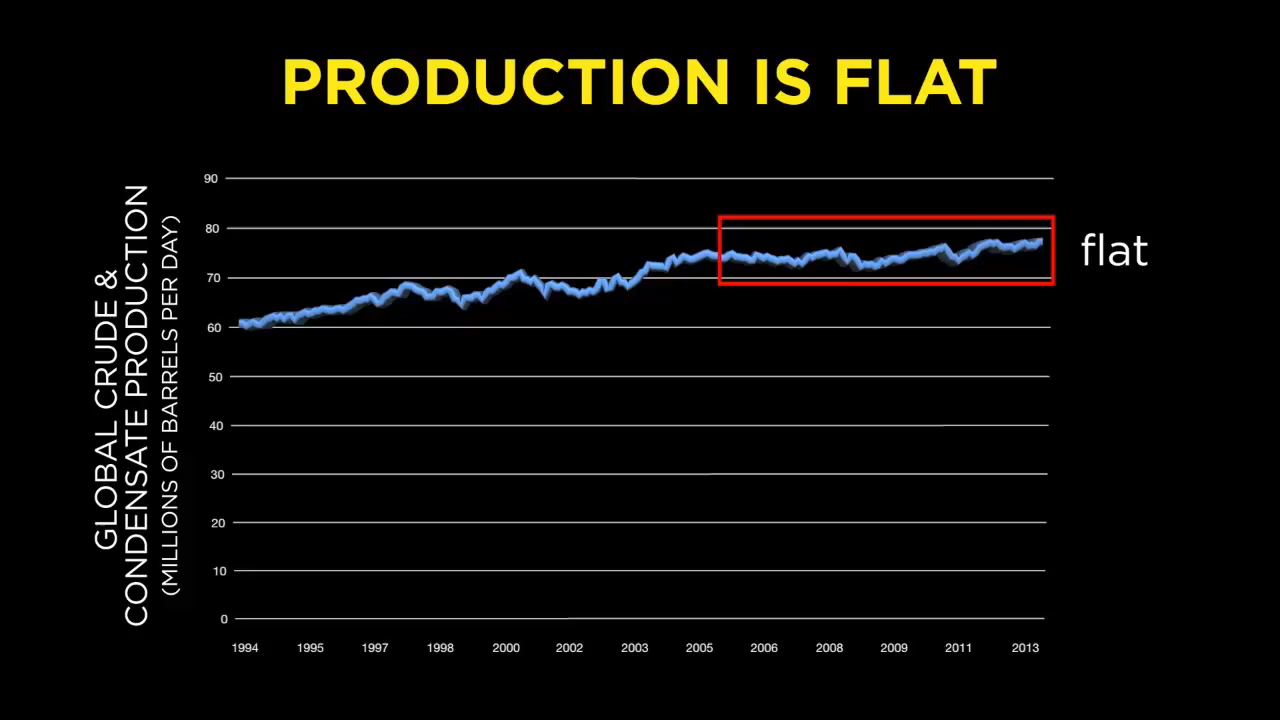 PRODUCTION IS FLAT
GLOBAL CRUDE &
CONDENSATE PRODUCTION
(MILLIONS OF BARRELS PER DAY)
90
80
70
60
50
40
30
20
10
0
flat
1994 1995 1997 1998 2000 2002 2003 2005 2006 2008 2009 2011 2013